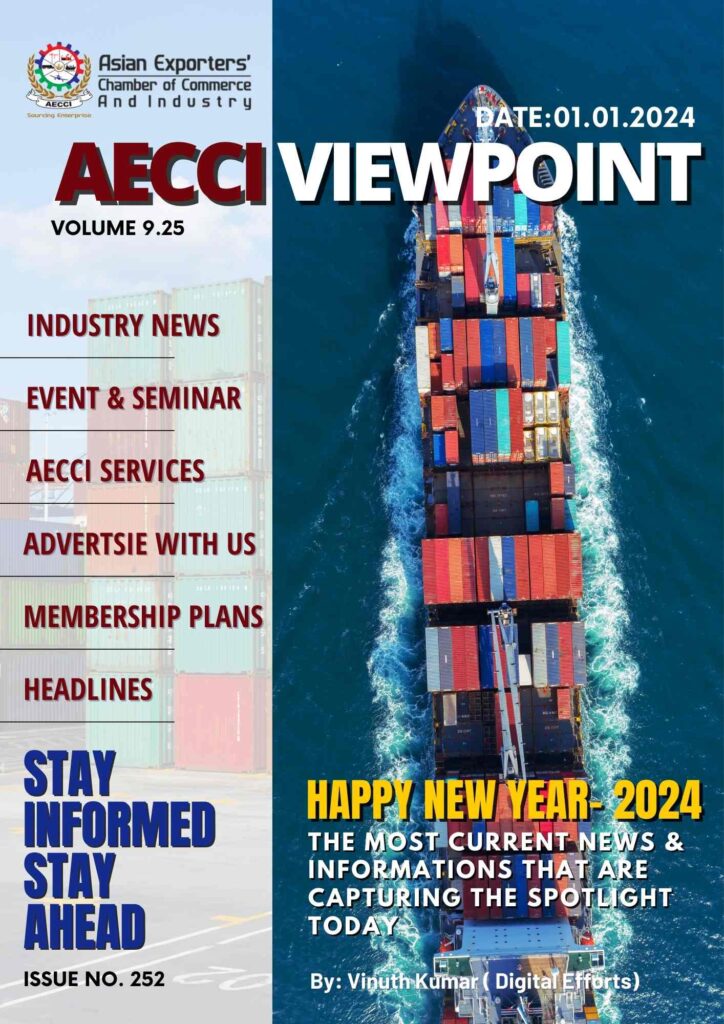 Asian Exporters'
Chamber of Commerce
And Industry
AECCI
Sourcing Enterprise
DATE:01.01.2024
AECCI VIEWPOINT
VOLUME 9.25
INDUSTRY NEWS
EVENT & SEMINAR
AECCI SERVICES
ADVERTSIE WITH US
MEMBERSHIP PLANS
HEADLINES
STAY
INFORMED
STAY
AHEAD
ISSUE NO. 252
HAPPY NEW YEAR- 2024
THE MOST CURRENT NEWS &
INFORMATIONS THAT ARE
CAPTURING THE SPOTLIGHT
TODAY
By: Vinuth Kumar ( Digital Efforts)